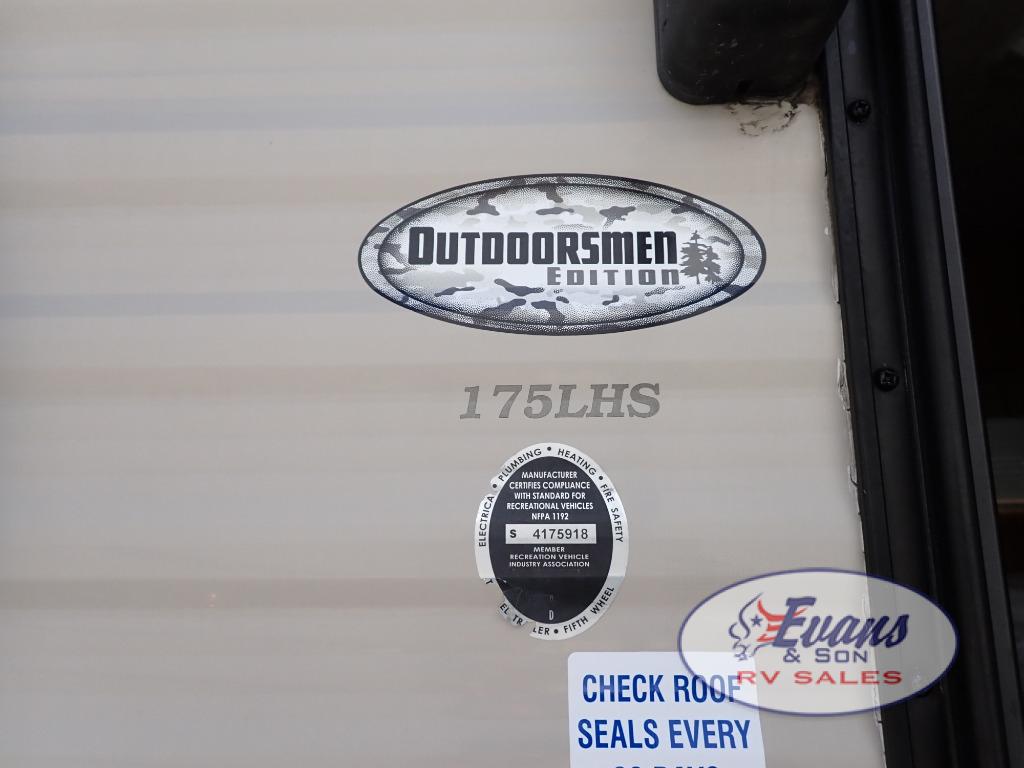 OUTDOORSMEN
EDITION
175LHS
PLUMBING • HEATING • FIRE SAFETY
MANUFACTURER
CERTIFIES COMPLIANCE
WITH STANDARD FOR
RECREATIONAL VEHICLES
NFPA 1192
S 4175918
MEMBER
RECREATION VEHICLE
INDUSTRY ASSOCIATION
D
• FIFTH WHEEL
Evans
& SON
RV SALES
CHECK ROOF
SEALS EVERY